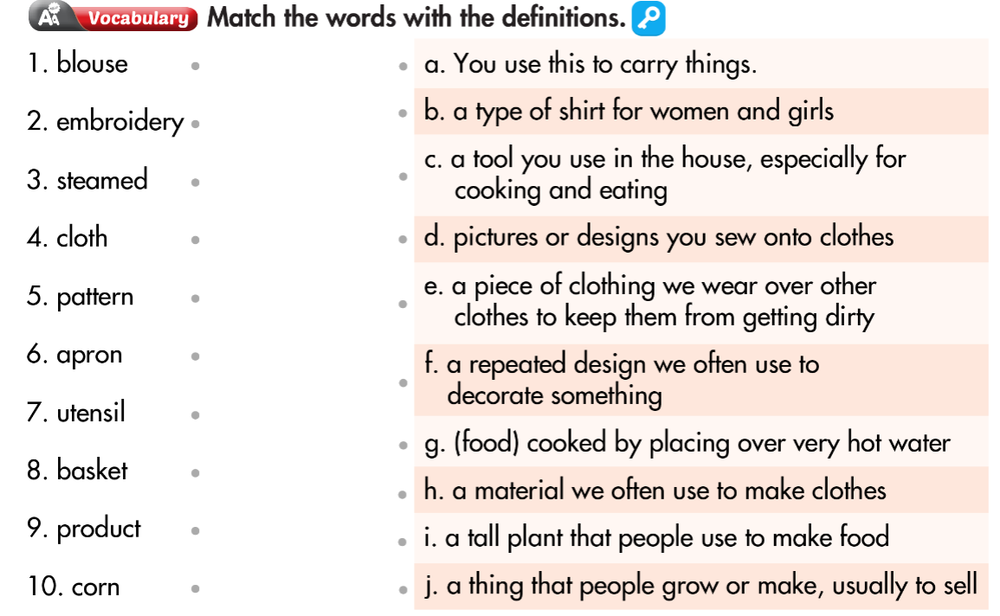 Vocabulary Match the words with the definitions.
1. blouse
2. embroidery
3. steamed
4. cloth
5. pattern
6. apron
7. utensil
8. basket
9. product
10. corn
a. You use this to carry things.
b. a type of shirt for women and girls
c. a tool you use in the house, especially for
cooking and eating
d. pictures or designs you sew onto clothes
e. a piece of clothing we wear over other
clothes to keep them from getting dirty
f. a repeated design we often use to
decorate something
g. (food) cooked by placing over very hot water
h. a material we often use to make clothes
i. a tall plant that people use to make food
j. a thing that people grow or make, usually to sell